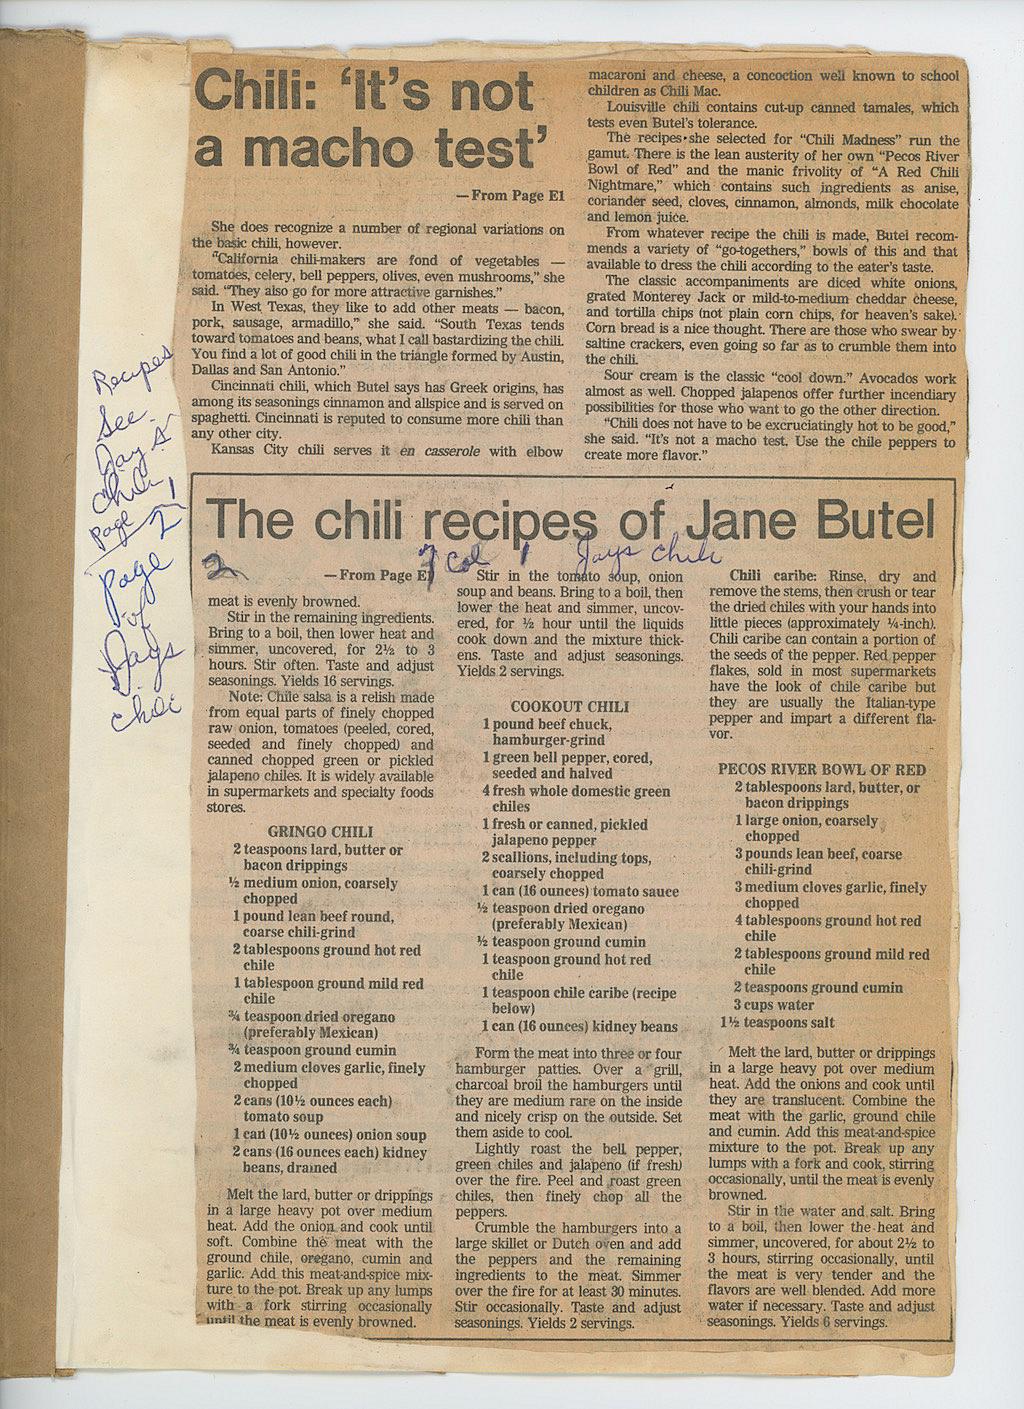 Chili: ‘It’s not
a macho test’
— From Page E1
She does recognize a number of regional variations on
the basic chili, however.
“California chili-makers are fond of vegetables —
tomatoes, celery, bell peppers, olives, even mushrooms,” she
said. “They also go for more attractive garnishes.”
In West Texas, they like to add other meats — bacon,
pork, sausage, armadillo,” she said. “South Texas tends
toward tomatoes and beans, what I call bastardizing the chili.
You find a lot of good chili in the triangle formed by Austin,
Dallas and San Antonio.”
Cincinnati chili, which Butel says has Greek origins, has
among its seasonings cinnamon and allspice and is served on
spaghetti. Cincinnati is reputed to consume more chili than
any other city.
Kansas City chili serves it en casserole with elbow
macaroni and cheese, a concoction well known to school
children as Chili Mac.
Louisville chili contains cut-up canned tamales, which
tests even Butel’s tolerance.
The recipes she selected for “Chili Madness” run the
gamut. There is the lean austerity of her own “Pecos River
Bowl of Red” and the manic frivolity of “A Red Chili
Nightmare,” which contains such ingredients as anise,
coriander seed, cloves, cinnamon, almonds, milk chocolate
and lemon juice.
From whatever recipe the chili is made, Butel recom-
mends a variety of “go-togethers,” bowls of this and that
available to dress the chili according to the eater’s taste.
The classic accompaniments are diced white onions,
grated Monterey Jack or mild-to-medium cheddar cheese,
and tortilla chips (not plain corn chips, for heaven’s sake).
Corn bread is a nice thought. There are those who swear by
saltine crackers, even going so far as to crumble them into
the chili.
Sour cream is the classic “cool down.” Avocados work
almost as well. Chopped jalapenos offer further incendiary
possibilities for those who want to go the other direction.
“Chili does not have to be excruciatingly hot to be good,”
she said. “It’s not a macho test. Use the chile peppers to
create more flavor.”
Recipes
See
Jay's
Chili
page 1
2
page
of
Jays
chili
The chili recipes of Jane Butel
2
Col 1 Jays chili
— From Page E1
meat is evenly browned.
Stir in the remaining ingredients.
Bring to a boil, then lower heat and
simmer, uncovered, for 2½ to 3
hours. Stir often. Taste and adjust
seasonings. Yields 16 servings.
Note: Chile salsa is a relish made
from equal parts of finely chopped
raw onion, tomatoes (peeled, cored,
seeded and finely chopped) and
canned chopped green or pickled
jalapeno chiles. It is widely available
in supermarkets and specialty foods
stores.
GRINGO CHILI
2 teaspoons lard, butter or
bacon drippings
½ medium onion, coarsely
chopped
1 pound lean beef round,
coarse chili-grind
2 tablespoons ground hot red
chile
1 tablespoon ground mild red
chile
¾ teaspoon dried oregano
(preferably Mexican)
¾ teaspoon ground cumin
2 medium cloves garlic, finely
chopped
2 cans (10½ ounces each)
tomato soup
1 can (10½ ounces) onion soup
2 cans (16 ounces each) kidney
beans, drained
Melt the lard, butter or drippings
in a large heavy pot over medium
heat. Add the onion and cook until
soft. Combine the meat with the
ground chile, oregano, cumin and
garlic. Add this meat-and-spice mix-
ture to the pot. Break up any lumps
with a fork stirring occasionally
until the meat is evenly browned.
Stir in the tomato soup, onion
soup and beans. Bring to a boil, then
lower the heat and simmer, uncov-
ered, for ½ hour until the liquids
cook down and the mixture thick-
ens. Taste and adjust seasonings.
Yields 2 servings.
COOKOUT CHILI
1 pound beef chuck,
hamburger-grind
1 green bell pepper, cored,
seeded and halved
4 fresh whole domestic green
chiles
1 fresh or canned, pickled
jalapeno pepper
2 scallions, including tops,
coarsely chopped
1 can (16 ounces) tomato sauce
½ teaspoon dried oregano
(preferably Mexican)
½ teaspoon ground cumin
1 teaspoon ground hot red
chile
1 teaspoon chile caribe (recipe
below)
1 can (16 ounces) kidney beans
Form the meat into three or four
hamburger patties. Over a grill,
charcoal broil the hamburgers until
they are medium rare on the inside
and nicely crisp on the outside. Set
them aside to cool.
Lightly roast the bell pepper,
green chiles and jalapeno (if fresh)
over the fire. Peel and roast green
chiles, then finely chop all the
peppers.
Crumble the hamburgers into a
large skillet or Dutch oven and add
the peppers and the remaining
ingredients to the meat. Simmer
over the fire for at least 30 minutes.
Stir occasionally. Taste and adjust
seasonings. Yields 2 servings.
Chili caribe: Rinse, dry and
remove the stems, then crush or tear
the dried chiles with your hands into
little pieces (approximately ¼-inch).
Chili caribe can contain a portion of
the seeds of the pepper. Red pepper
flakes, sold in most supermarkets
have the look of chile caribe but
they are usually the Italian-type
pepper and impart a different fla-
vor.
PECOS RIVER BOWL OF RED
2 tablespoons lard, butter, or
bacon drippings
1 large onion, coarsely
chopped
3 pounds lean beef, coarse
chili-grind
3 medium cloves garlic, finely
chopped
4 tablespoons ground hot red
chile
2 tablespoons ground mild red
chile
2 teaspoons ground cumin
3 cups water
1½ teaspoons salt
Melt the lard, butter or drippings
in a large heavy pot over medium
heat. Add the onions and cook until
they are translucent. Combine the
meat with the garlic, ground chile
and cumin. Add this meat-and-spice
mixture to the pot. Break up any
lumps with a fork and cook, stirring
occasionally, until the meat is evenly
browned.
Stir in the water and salt. Bring
to a boil, then lower the heat and
simmer, uncovered, for about 2½ to
3 hours, stirring occasionally, until
the meat is very tender and the
flavors are well blended. Add more
water if necessary. Taste and adjust
seasonings. Yields 6 servings.